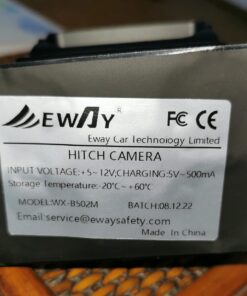 EWAY® FC CE
Eway Car Technology Limited
HITCH CAMERA
INPUT VOLTAGE:+5~12V,CHARGING:5V~500mA
Storage Temperature:-20°C~+60°C
MODEL:WX-B502M BATCH:08.12.22
Email:service@ewaysafety.com Made In China